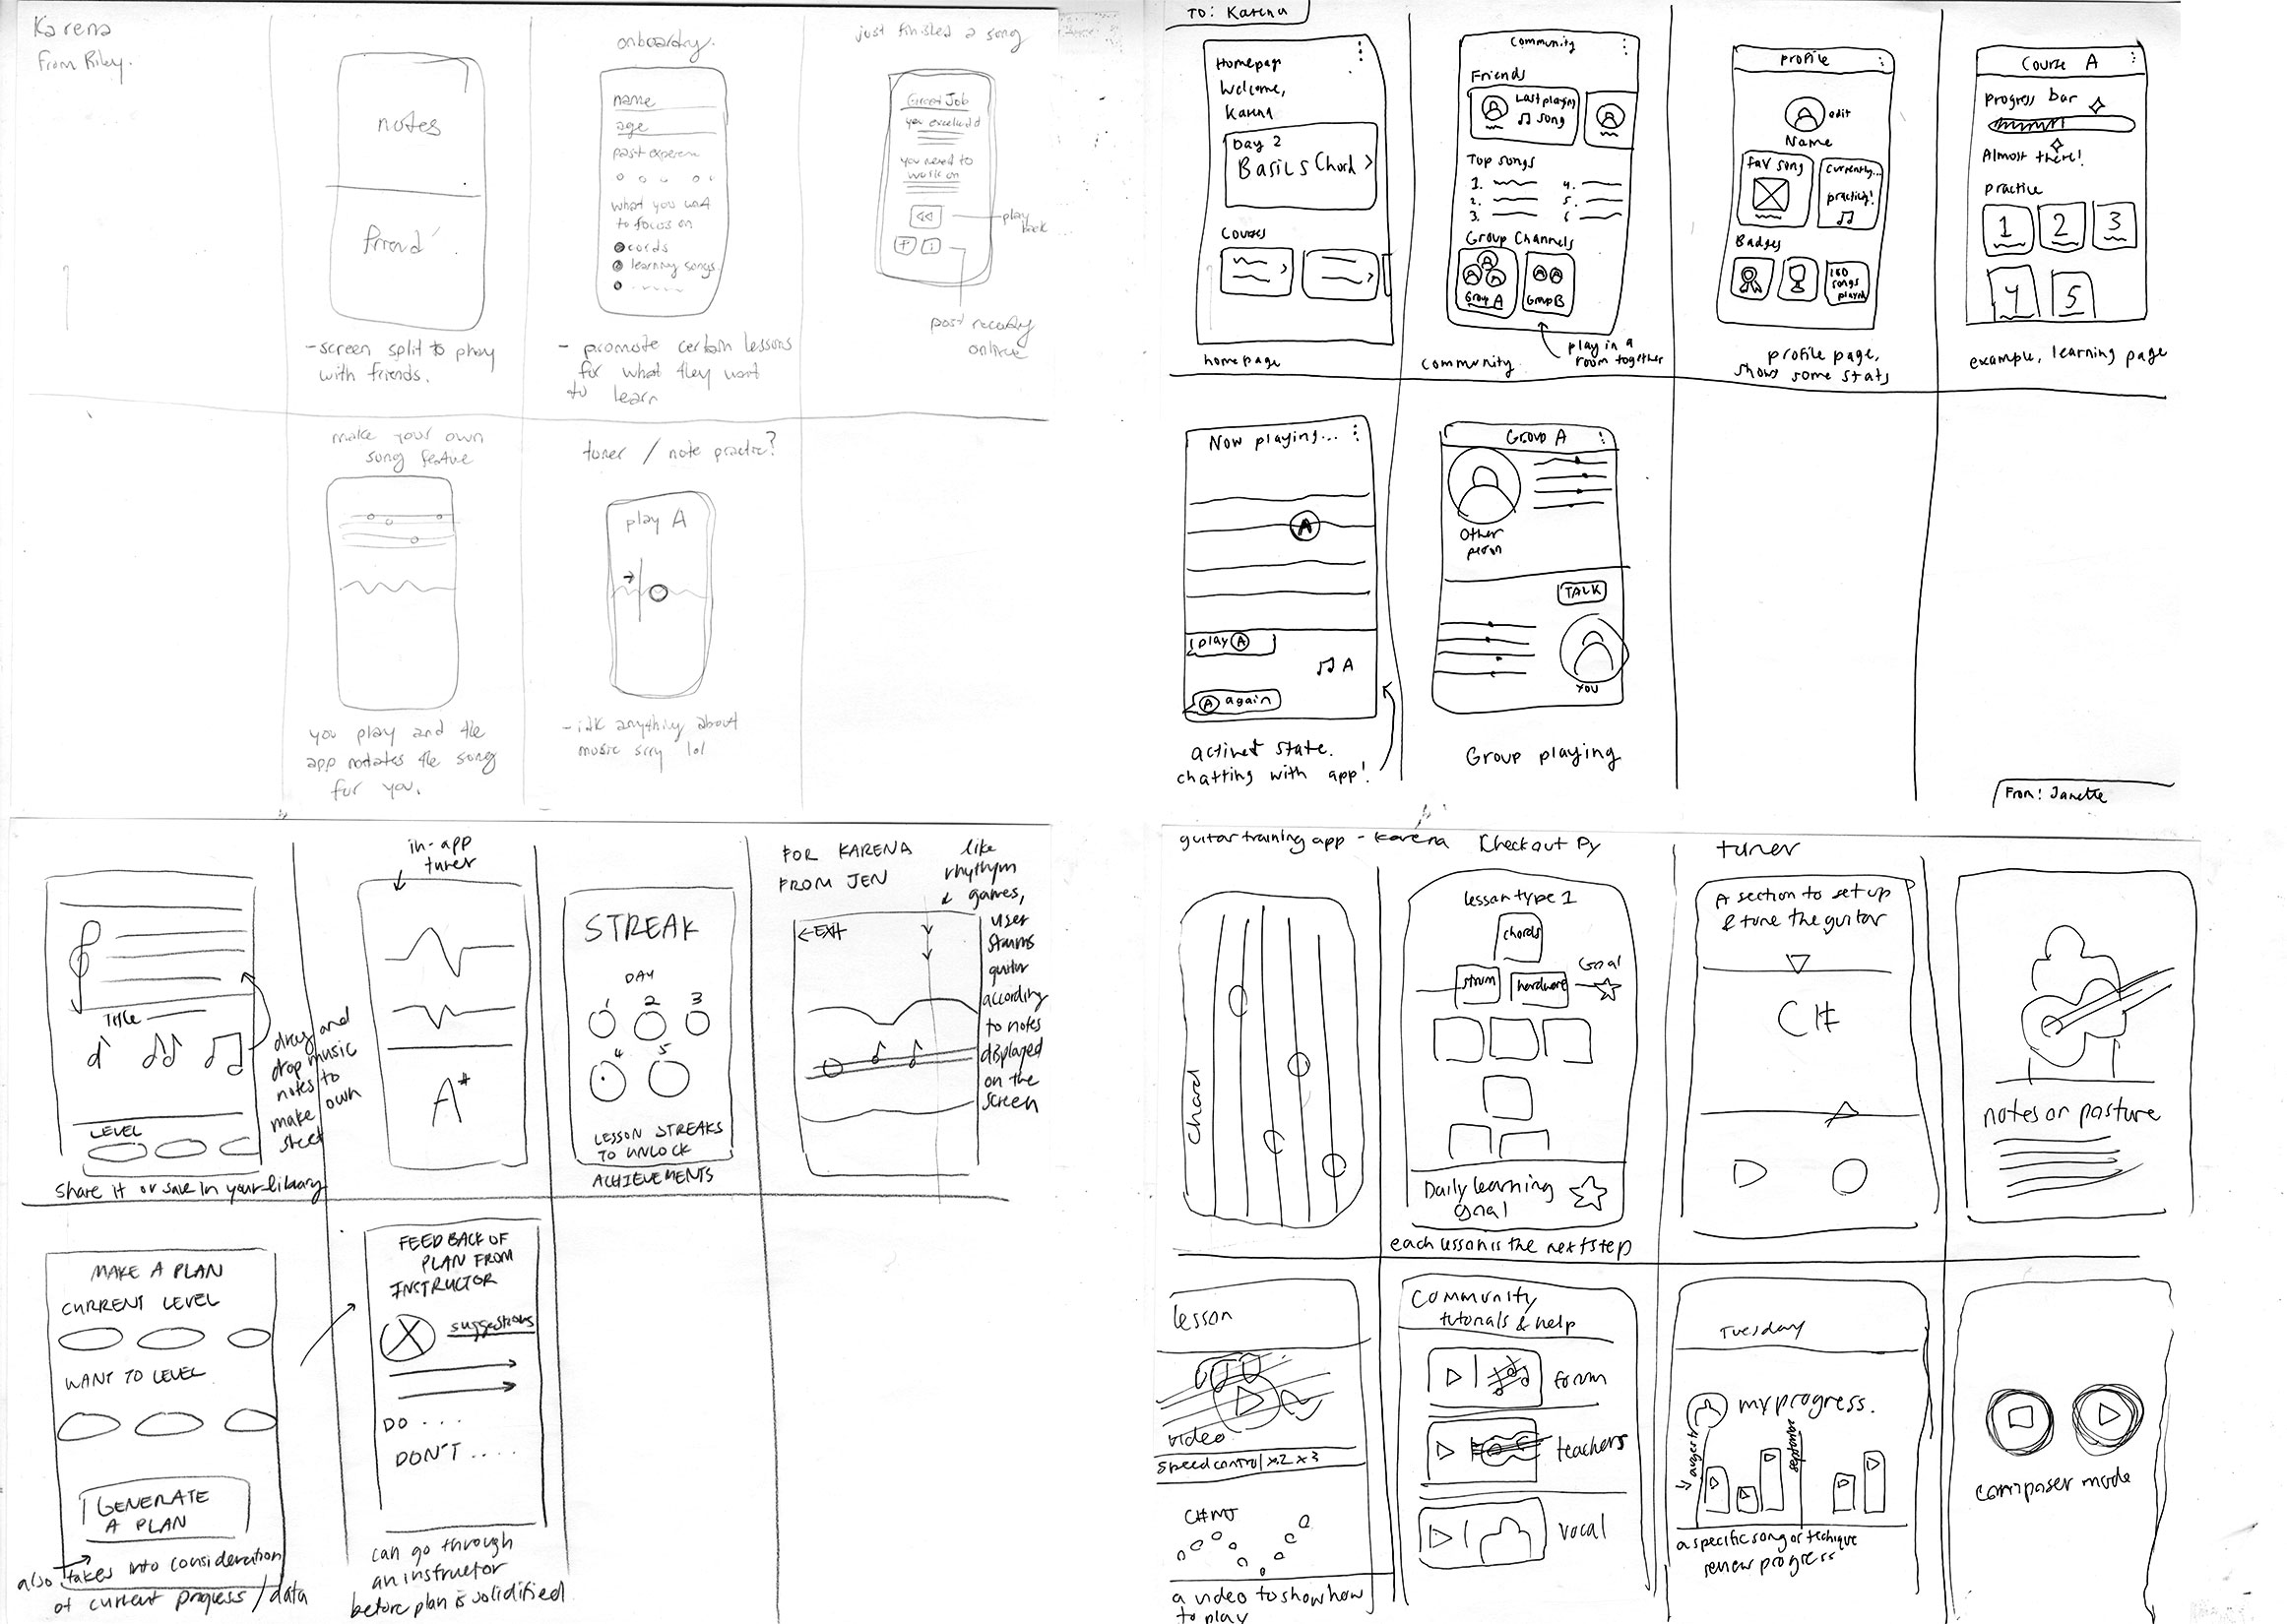 Karena
From Riley.
notes
friend
-screen split to play
with friends.
onboardry.
name
age
past experienc
what you want
to focus on
cords
learning songs.
- promote certain lessons
for what they want
to learn
just finished a song
Great Job
you excelled
you need to
work on
play
back
post recording
online
make your own
song feature
you play and the
app notates the song
for you.
tuner / note practic?
play A
-idk anything about
music srry lol
TO: Karena
Homepage
Welcome,
Karena
Day 2
Basics Chord >
Courses
homepage
Community
Friends
Last playing
song
Top songs
1.
2.
3.
4.
5.
6
Group Channels
Group A
Group B
community.
play in a
room together
Profile
edit
Name
fav song
Currently...
practicing!
Badges
100
songs
played
profile page,
shows some stats
Course A
Progress bar
Almost there!
Practice
1 2 3
4 5
example, learning page
Now playing...
A
play A
A
A again
active state.
chatting with app!
Group A
Other
person
TALK
YOU
Group playing
From: Janette
Title
LEVEL
drag and
drop music
notes to
make own
sheet
share it or save in your library
in-app
tuner
A#
STREAK
DAY
1 2 3
4 5
LESSON STREAKS
TO UNLOCK
ACHIEVEMENTS
FOR KARENA
FROM JEN
like
rhythym
games,
user
strums
guitar
according
to notes
displayed
on the
screen
←EXIT
MAKE A PLAN
CURRENT LEVEL
WANT TO LEVEL
GENERATE
A PLAN
also takes into consideration
of current progress / data
FEEDBACK OF
PLAN FROM
INSTRUCTOR
suggestions
DO . . .
DON'T . . . .
can go through
an instructor
before plan is solidified
guitar training app - Karena
Checkout Py
Chord
lesson type 1
chords
strum
hardware
Goal
Daily learning
goal
each lesson is the next step
tuner
A section to set up
& tune the guitar
C#
notes or posture
lesson
video
speed control x.2 x3
a video to show how
to play
Community
tutorials & help
form
teachers
vocal
Tuesday
my progress.
august
september
a specific song or techique
review progress
composer mode